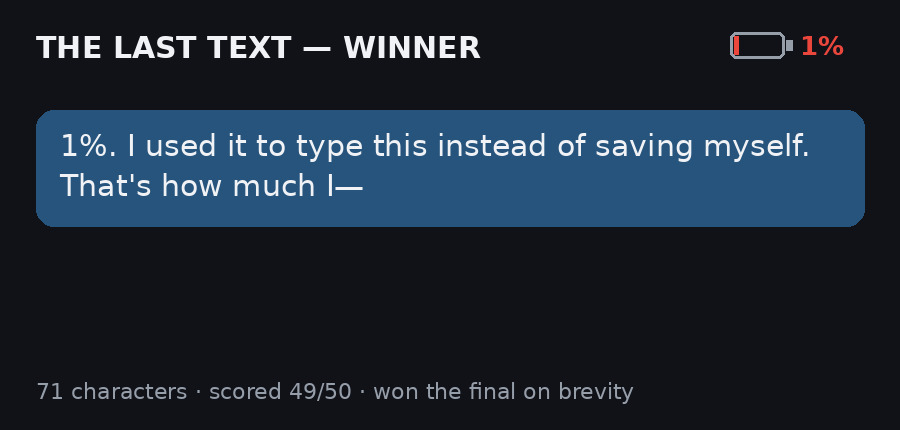 THE LAST TEXT — WINNER
1%
1%. I used it to type this instead of saving myself.
That's how much I—
71 characters · scored 49/50 · won the final on brevity